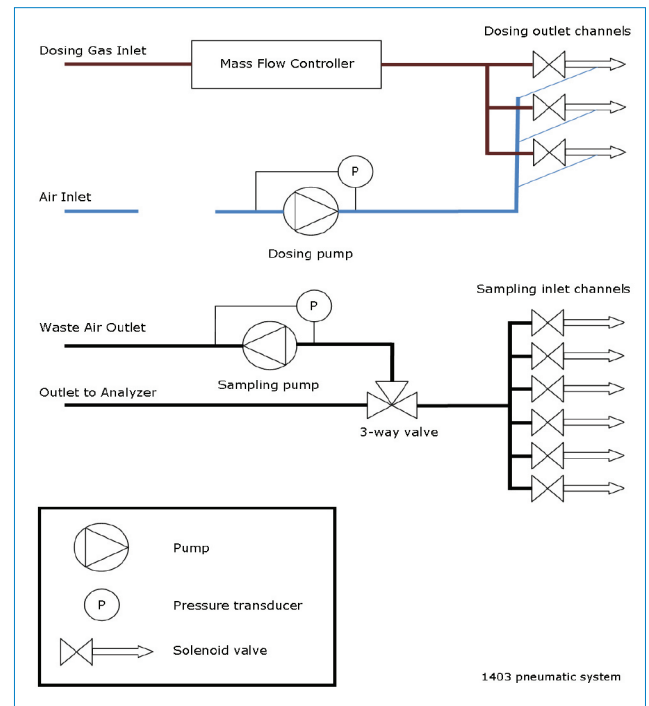 Dosing outlet channels
Dosing Gas Inlet
Mass Flow Controller
P
Air Inlet
Dosing pump
Sampling inlet channels
P
Waste Air Outlet
Sampling pump
Outlet to Analyzer
3-way valve
Pump
P
Pressure transducer
Solenoid valve
1403 pneumatic system